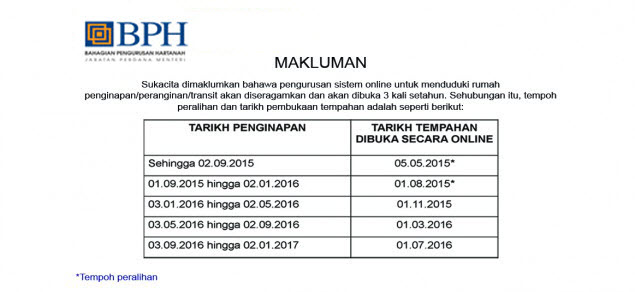 BPH
BAHAGIAN PENGURUSAN HARTANAH
JABATAN PERDANA MENTERI
MAKLUMAN
Sukacita dimaklumkan bahawa pengurusan sistem online untuk menduduki rumah
penginapan/peranginan/transit akan diseragamkan dan akan dibuka 3 kali setahun. Sehubungan itu, tempoh
peralihan dan tarikh pembukaan tempahan adalah seperti berikut:
TARIKH PENGINAPAN TARIKH TEMPAHAN
DIBUKA SECARA ONLINE
Sehingga 02.09.2015 05.05.2015*
01.09.2015 hingga 02.01.2016 01.08.2015*
03.01.2016 hingga 02.05.2016 01.11.2015
03.05.2016 hingga 02.09.2016 01.03.2016
03.09.2016 hingga 02.01.2017 01.07.2016
*Tempoh peralihan